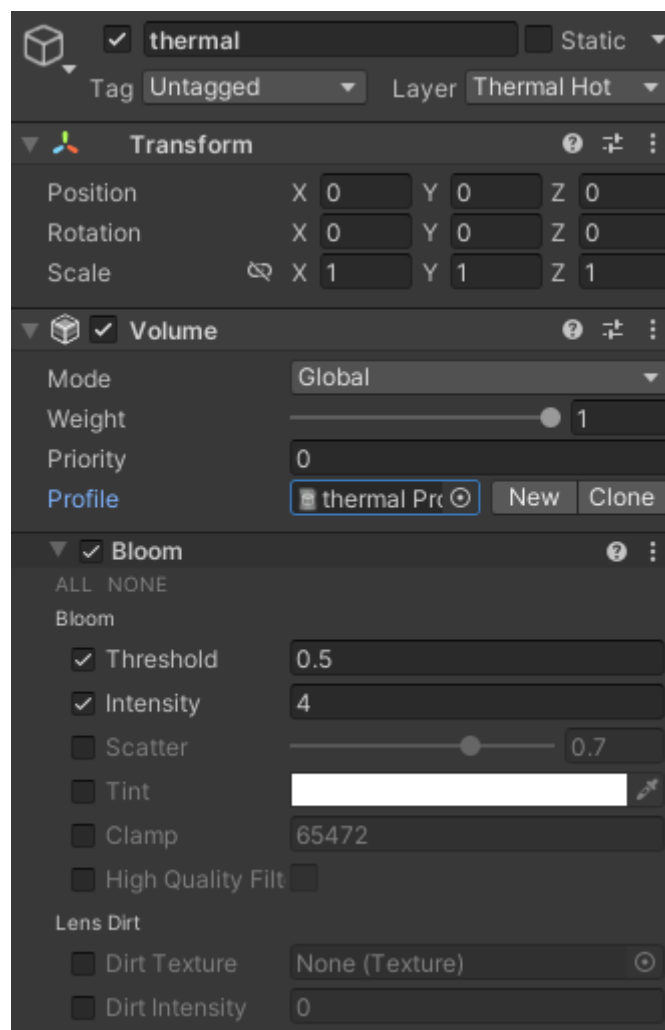 thermal Static
Tag Untagged Layer Thermal Hot
Transform
Position X 0 Y 0 Z 0
Rotation X 0 Y 0 Z 0
Scale X 1 Y 1 Z 1
Volume
Mode Global
Weight 1
Priority 0
Profile thermal Pro New Clone
Bloom
ALL NONE
Bloom
Threshold 0.5
Intensity 4
Scatter 0.7
Tint
Clamp 65472
High Quality Filt
Lens Dirt
Dirt Texture None (Texture)
Dirt Intensity 0